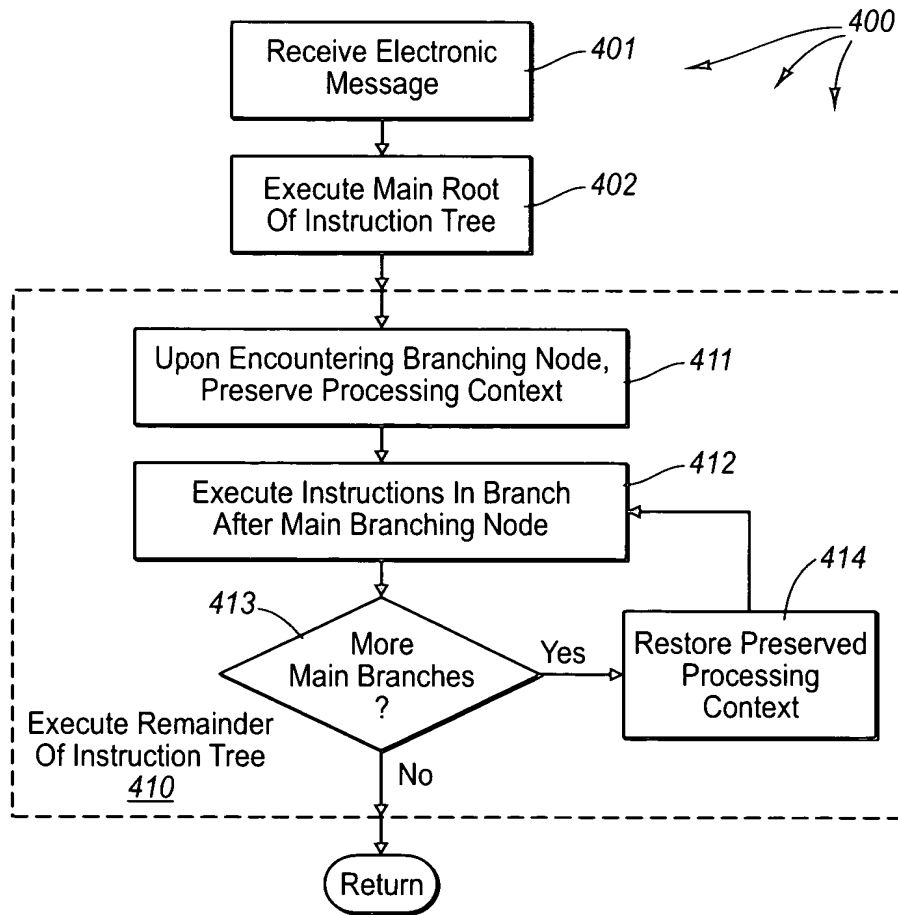 400
Receive Electronic
Message
401
Execute Main Root
Of Instruction Tree
402
Upon Encountering Branching Node,
Preserve Processing Context
411
Execute Instructions In Branch
After Main Branching Node
412
413
More
Main Branches
?
Yes
414
Restore Preserved
Processing
Context
Execute Remainder
Of Instruction Tree
410
No
Return